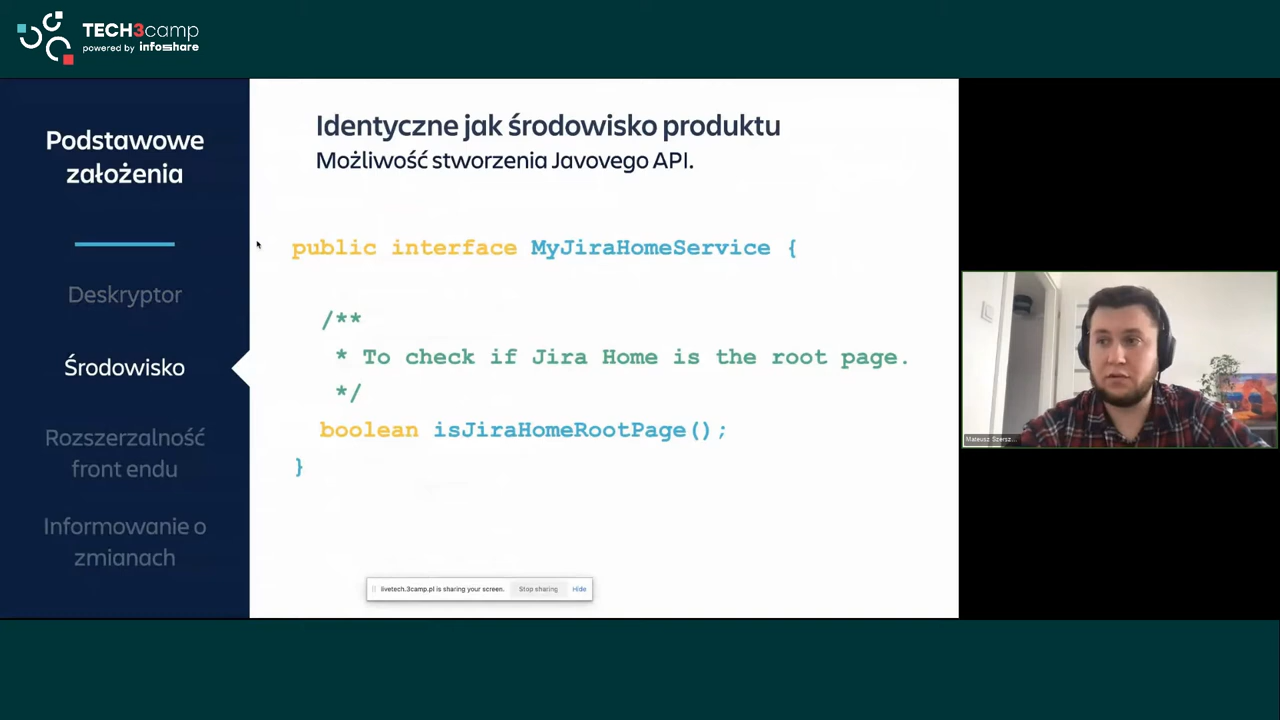 TECH3camp
powered by infoshare
Podstawowe
założenia
Deskryptor
Środowisko
Rozszerzalność
front endu
Informowanie o
zmianach
Identyczne jak środowisko produktu
Możliwość stworzenia Javovego API.
public interface MyJiraHomeService {
/**
* To check if Jira Home is the root page.
*/
boolean isJiraHomeRootPage();
}
livetech.3camp.pl is sharing your screen.
Stop sharing
Hide
Mateusz Szersz...